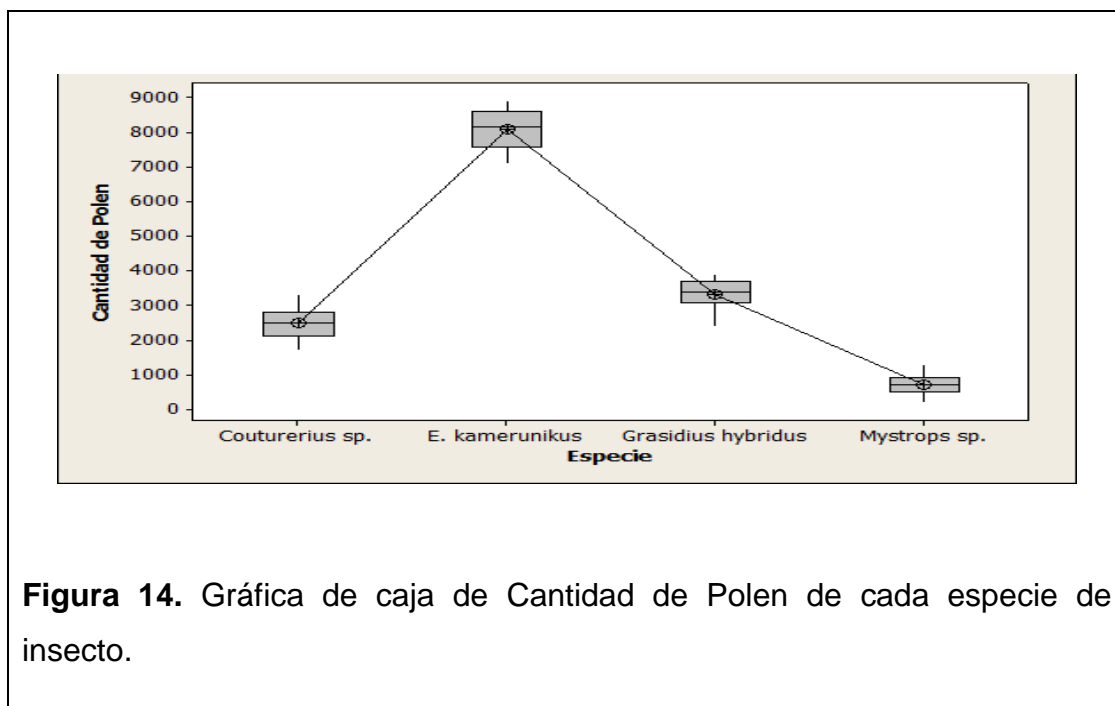 9000
8000
7000
6000
5000
4000
3000
2000
1000
0
Cantidad de Polen
Couturerius sp. E. kamerunikus Grasidius hybridus Mystrops sp.
Especie
Figura 14. Gráfica de caja de Cantidad de Polen de cada especie de
insecto.